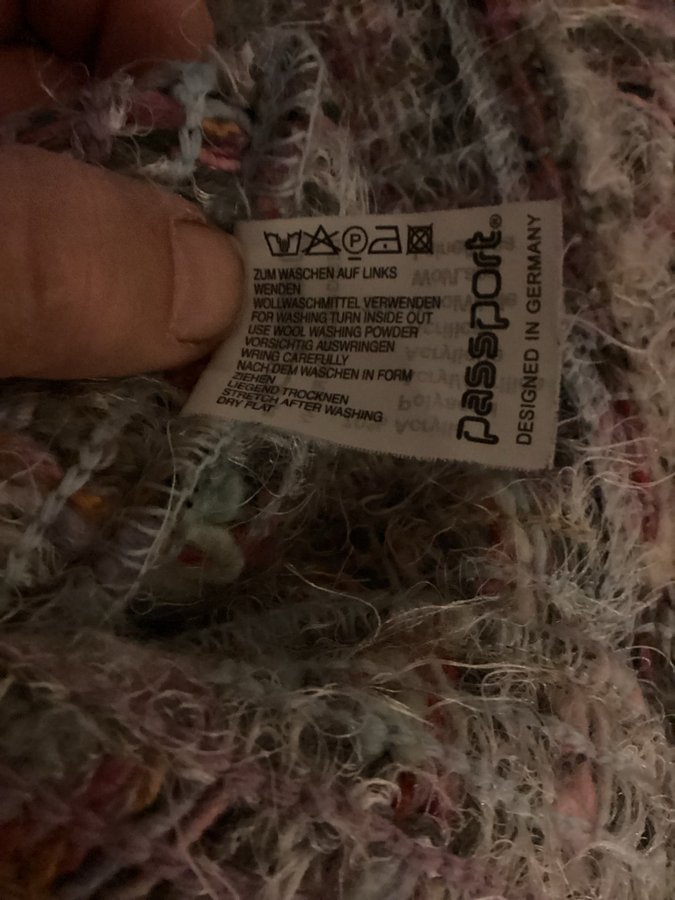 ZUM WASCHEN AUF LINKS
WENDEN
WOLLWASCHMITTEL VERWENDEN
FOR WASHING TURN INSIDE OUT
USE WOOL WASHING POWDER
VORSICHTIG AUSWRINGEN
WRING CAREFULLY
NACH DEM WASCHEN IN FORM
ZIEHEN
LIEGEND TROCKNEN
STRETCH AFTER WASHING
DRY FLAT
passport®
DESIGNED IN GERMANY